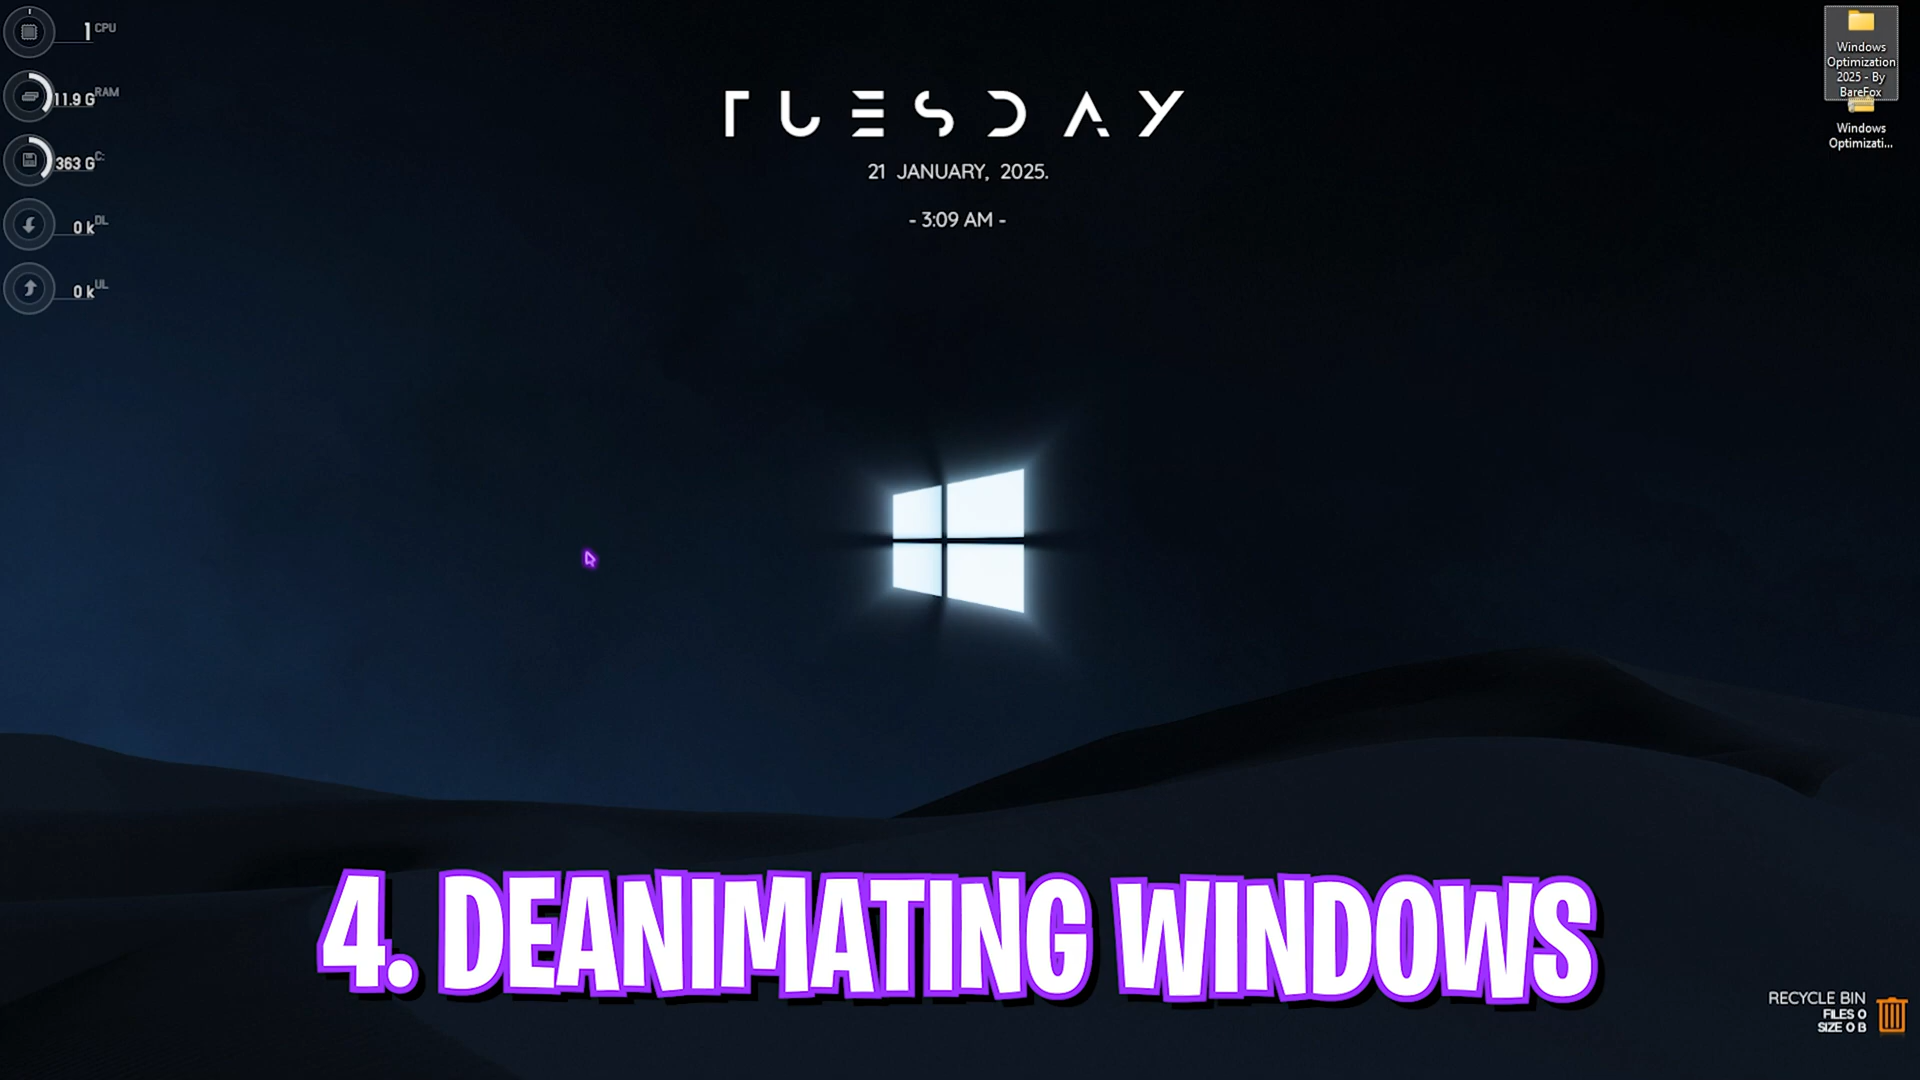 1 CPU
11.9 G RAM
363 G C:
0 k DL
0 k UL
TUESDAY
21 JANUARY, 2025.
- 3:09 AM -
Windows
Optimization
2025 - By
BareFox
Windows
Optimizati...
4. DEANIMATING WINDOWS
RECYCLE BIN
FILES 0
SIZE 0 B